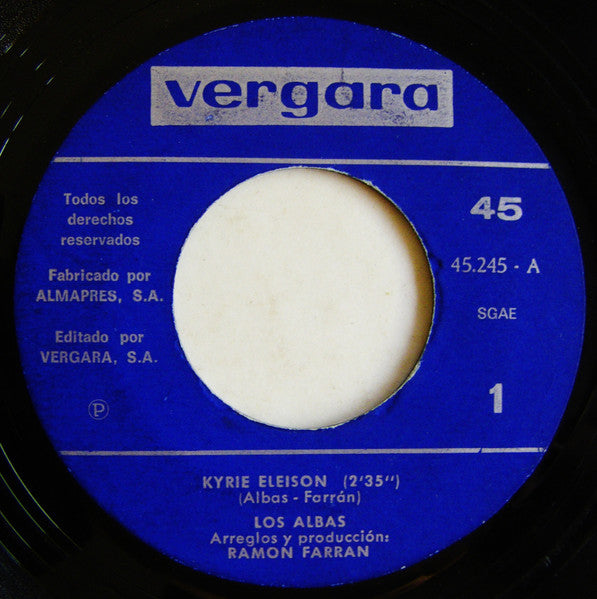 vergara
Todos los
derechos
reservados
Fabricado por
ALMAPRES, S.A.
Editado por
VERGARA, S.A.
Ⓟ
45
45.245 - A
SGAE
1
KYRIE ELEISON (2'35")
(Albas - Farrán)
LOS ALBAS
Arreglos y producción:
RAMON FARRAN